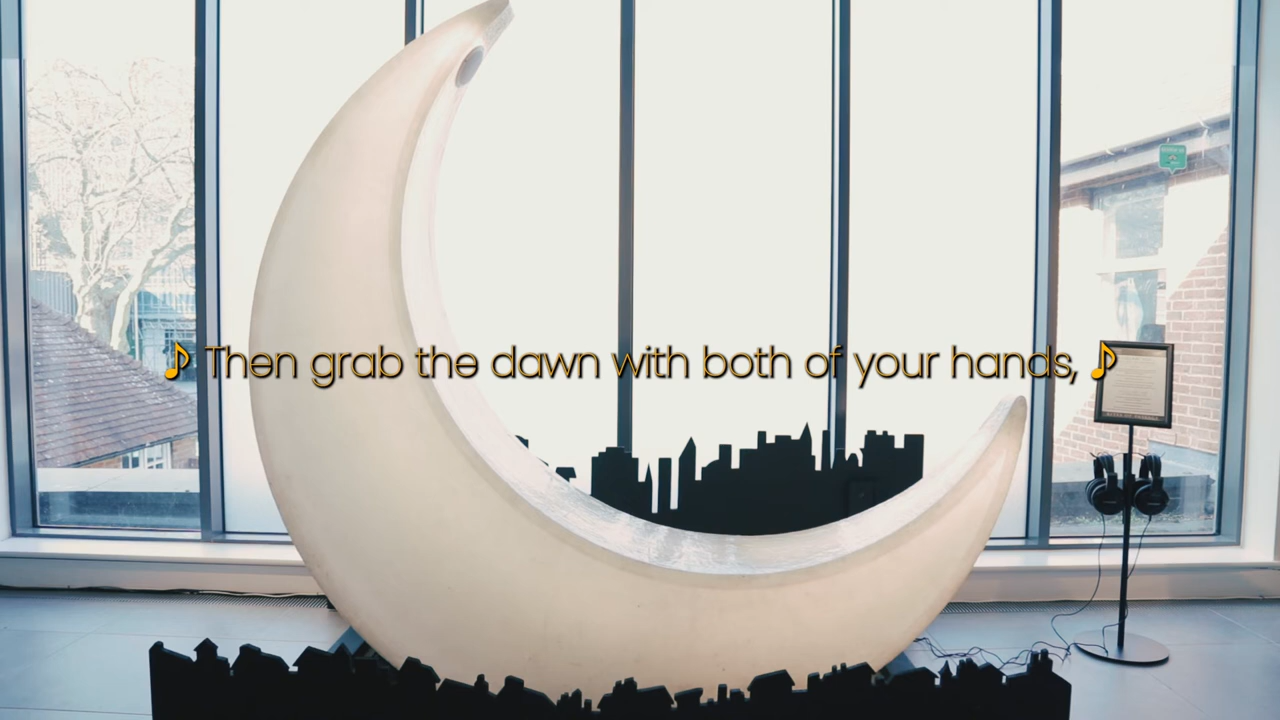 ♪ Then grab the dawn with both of your hands, ♪